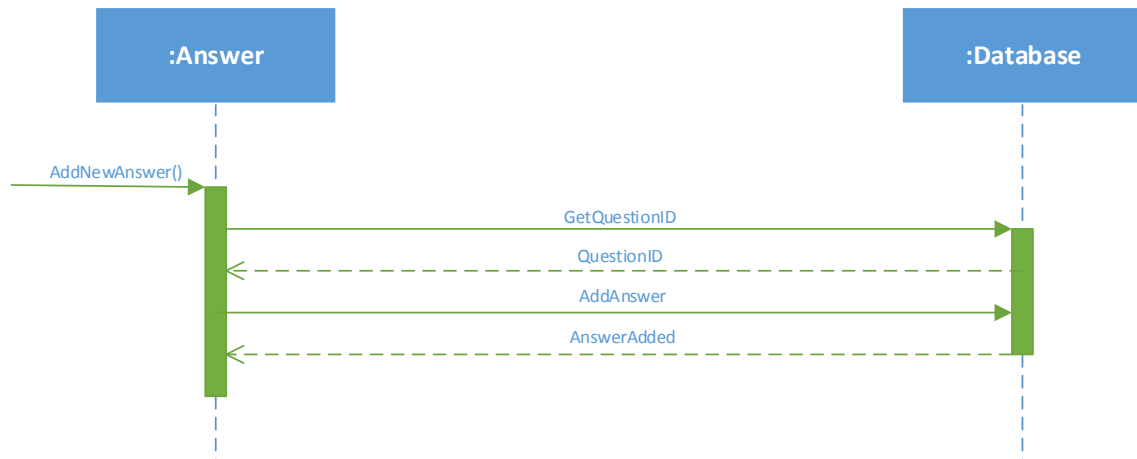 :Answer
:Database
AddNewAnswer()
GetQuestionID
QuestionID
AddAnswer
AnswerAdded